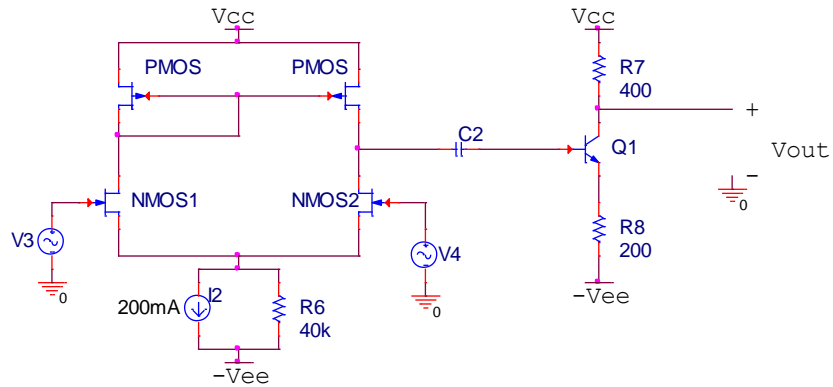 Vcc
Vcc
PMOS
PMOS
R7
400
C2
Q1
+
Vout
-
0
NMOS1
NMOS2
V3
0
V4
0
R8
200
-Vee
200mA
I2
R6
40k
-Vee